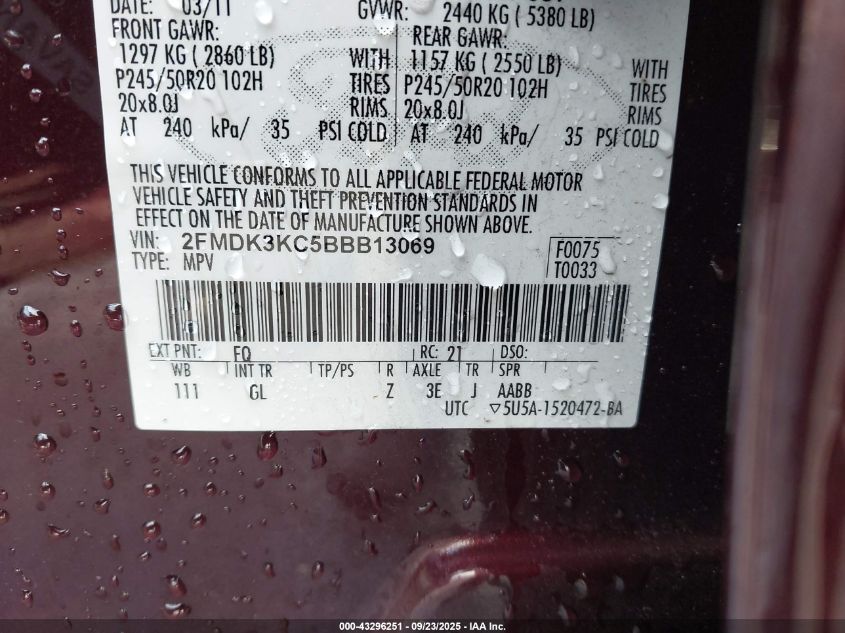 DATE: 03/11
GVWR: 2440 KG ( 5380 LB)
FRONT GAWR: REAR GAWR:
1297 KG ( 2860 LB) WITH 1157 KG ( 2550 LB) WITH
P245/50R20 102H TIRES P245/50R20 102H TIRES
20x8.0J RIMS 20x8.0J RIMS
AT 240 kPa/ 35 PSI COLD AT 240 kPa/ 35 PSI COLD
THIS VEHICLE CONFORMS TO ALL APPLICABLE FEDERAL MOTOR
VEHICLE SAFETY AND THEFT PREVENTION STANDARDS IN
EFFECT ON THE DATE OF MANUFACTURE SHOWN ABOVE.
VIN: 2FMDK3KC5BBB13069 F0075
TYPE: MPV T0033
EXT PNT: FQ RC: 21 DSO:
WB INT TR TP/PS R AXLE TR SPR
111 GL Z 3E J AABB
UTC ▽5U5A-1520472-BA
000-43296251 - 09/23/2025 - IAA Inc.